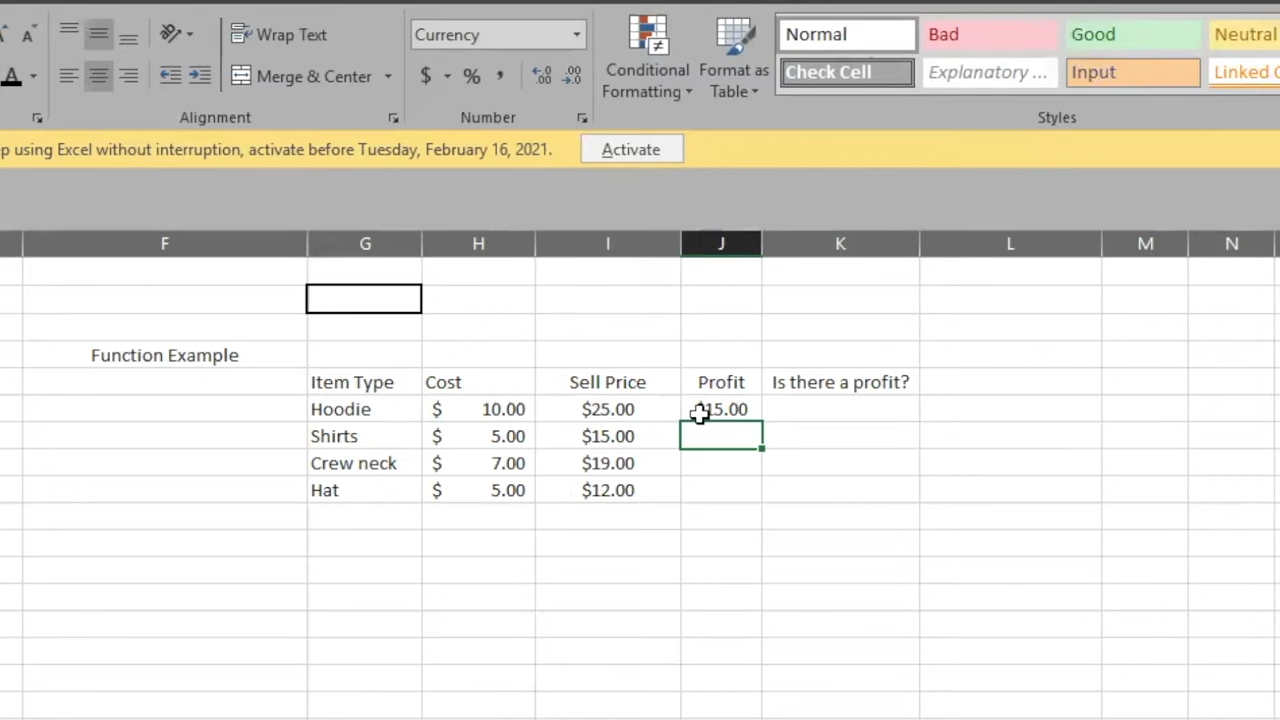 Wrap Text
Currency
Normal
Bad
Good
Neutral
Merge & Center
$ % ,
Conditional Formatting
Format as Table
Check Cell
Explanatory ...
Input
Linked C
Alignment
Number
Styles
p using Excel without interruption, activate before Tuesday, February 16, 2021.
Activate
F G H I J K L M N
Function Example
Item Type Cost Sell Price Profit Is there a profit?
Hoodie $ 10.00 $25.00 $15.00
Shirts $ 5.00 $15.00
Crew neck $ 7.00 $19.00
Hat $ 5.00 $12.00